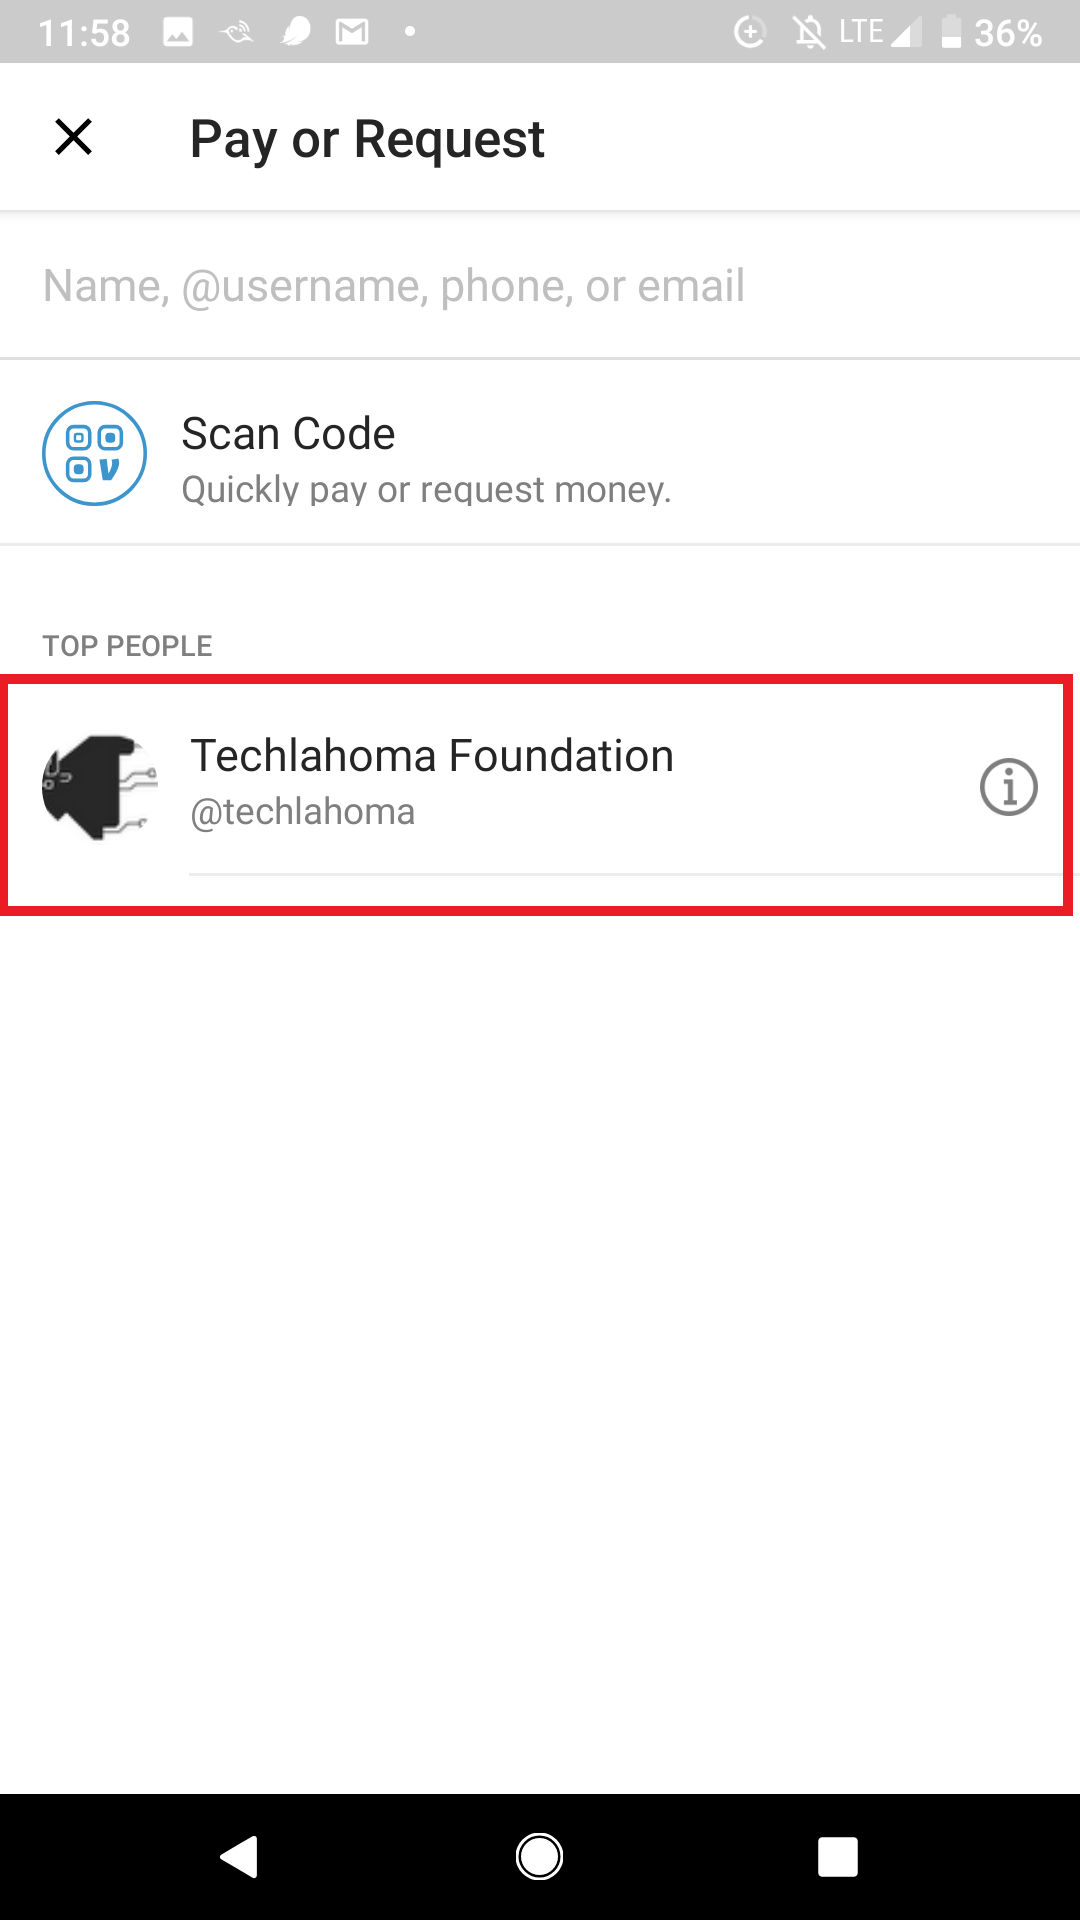 11:58 LTE 36%
Pay or Request
Name, @username, phone, or email
Scan Code
Quickly pay or request money.
TOP PEOPLE
Techlahoma Foundation
@techlahoma